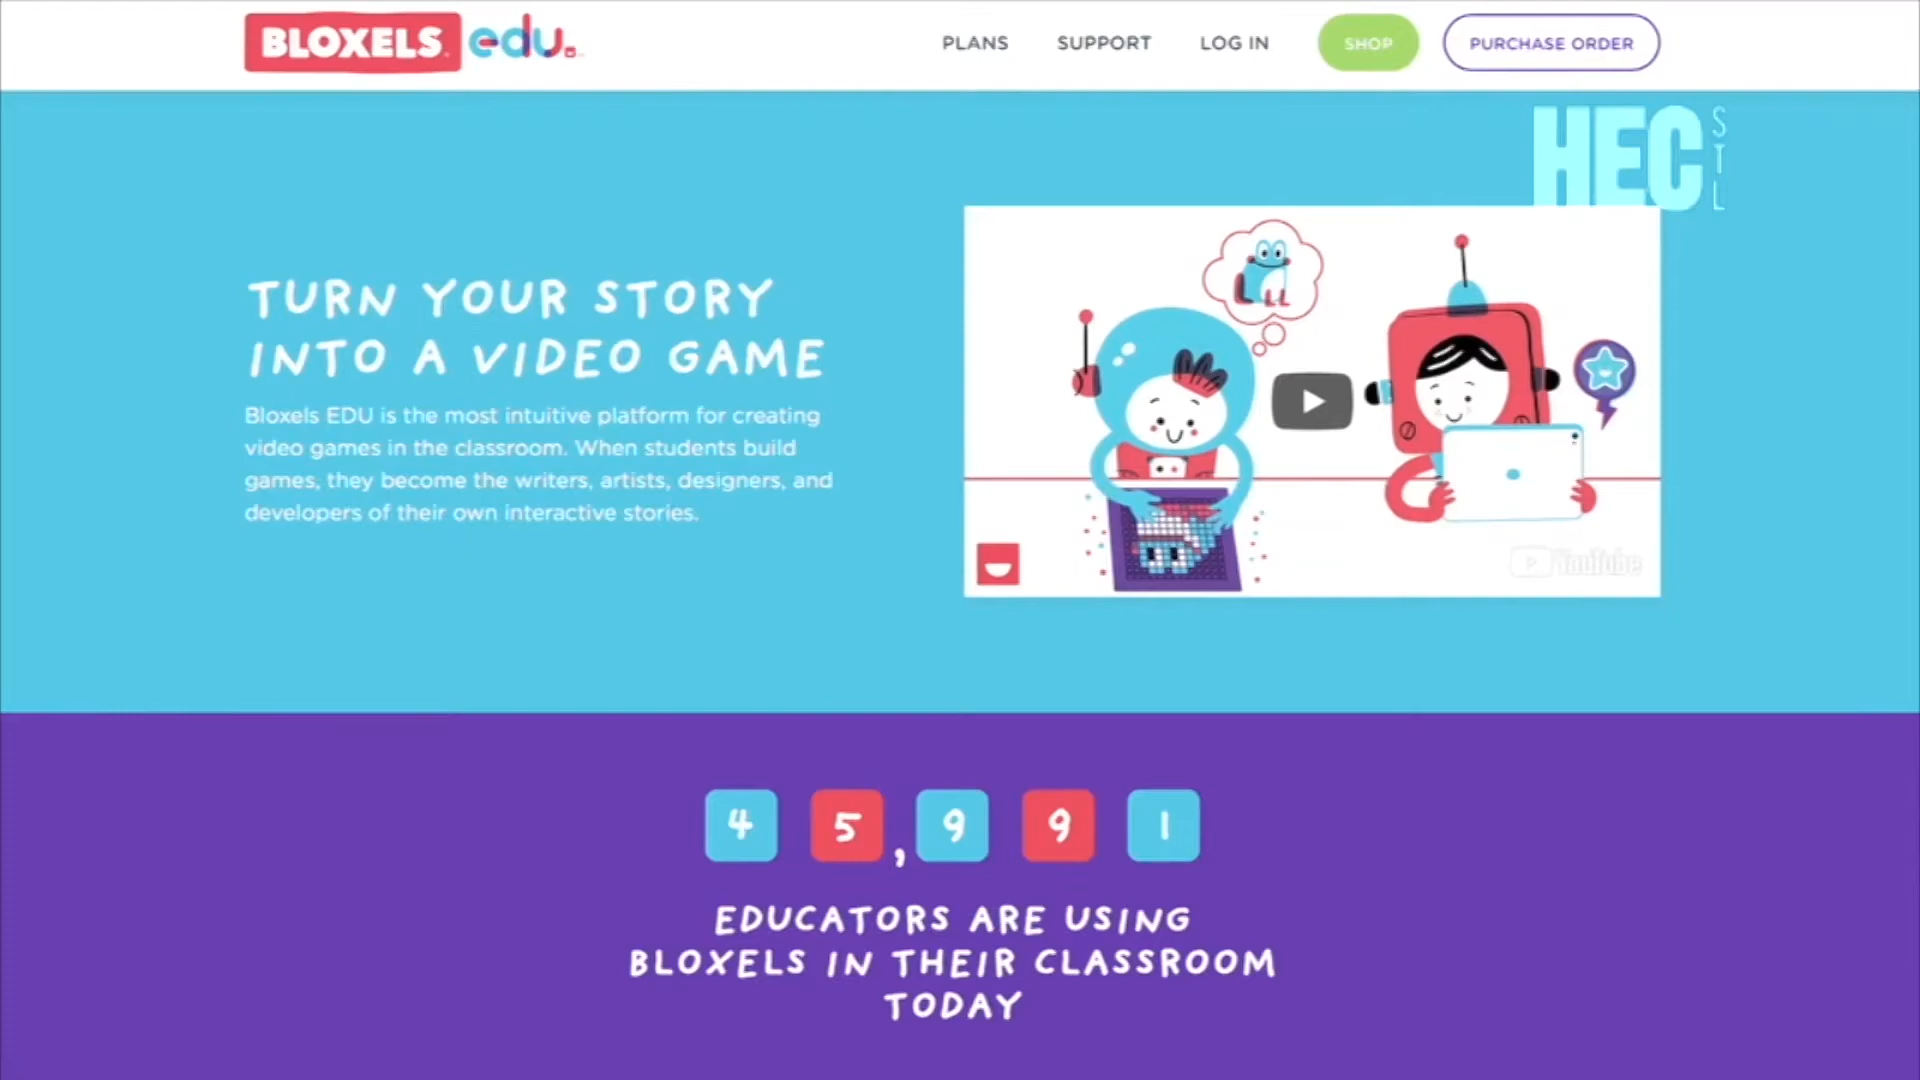 BLOXELS edu
PLANS
SUPPORT
LOG IN
SHOP
PURCHASE ORDER
HEC
STL
TURN YOUR STORY
INTO A VIDEO GAME
Bloxels EDU is the most intuitive platform for creating
video games in the classroom. When students build
games, they become the writers, artists, designers, and
developers of their own interactive stories.
YouTube
45,991
EDUCATORS ARE USING
BLOXELS IN THEIR CLASSROOM
TODAY